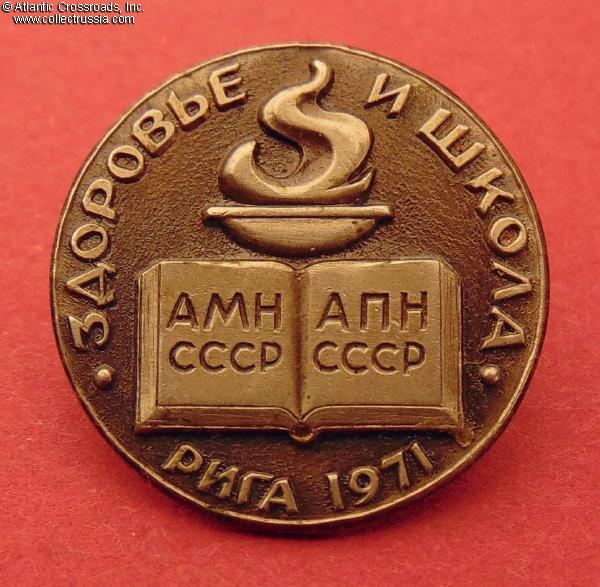 © Atlantic Crossroads, Inc.
www.collectrussia.com
ЗДОРОВЬЕ И ШКОЛА
АМН
СССР
АПН
СССР
РИГА 1971